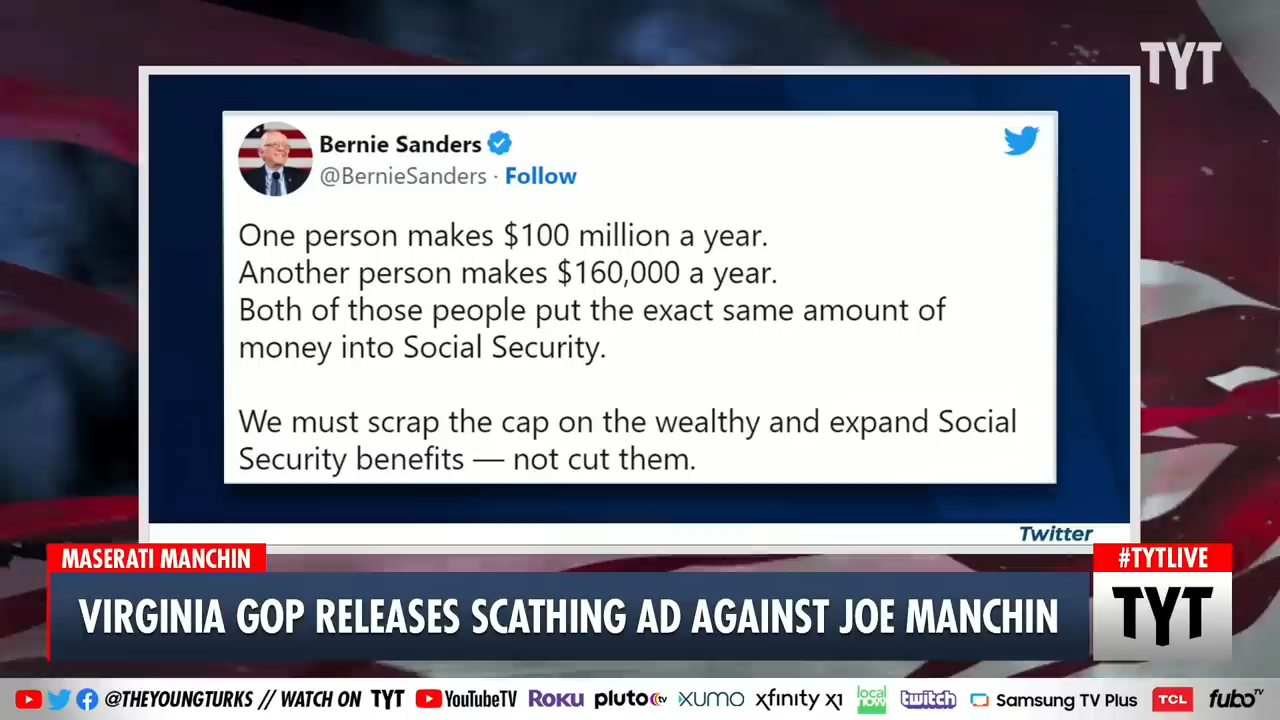 TYT
Bernie Sanders
@BernieSanders · Follow
One person makes $100 million a year.
Another person makes $160,000 a year.
Both of those people put the exact same amount of
money into Social Security.
We must scrap the cap on the wealthy and expand Social
Security benefits — not cut them.
Twitter
MASERATI MANCHIN
#TYTLIVE
VIRGINIA GOP RELEASES SCATHING AD AGAINST JOE MANCHIN
TYT
@THEYOUNGTURKS // WATCH ON TYT YouTubeTV ROKU pluto tv xumo xfinity x1 local now twitch Samsung TV Plus TCL fubo TV